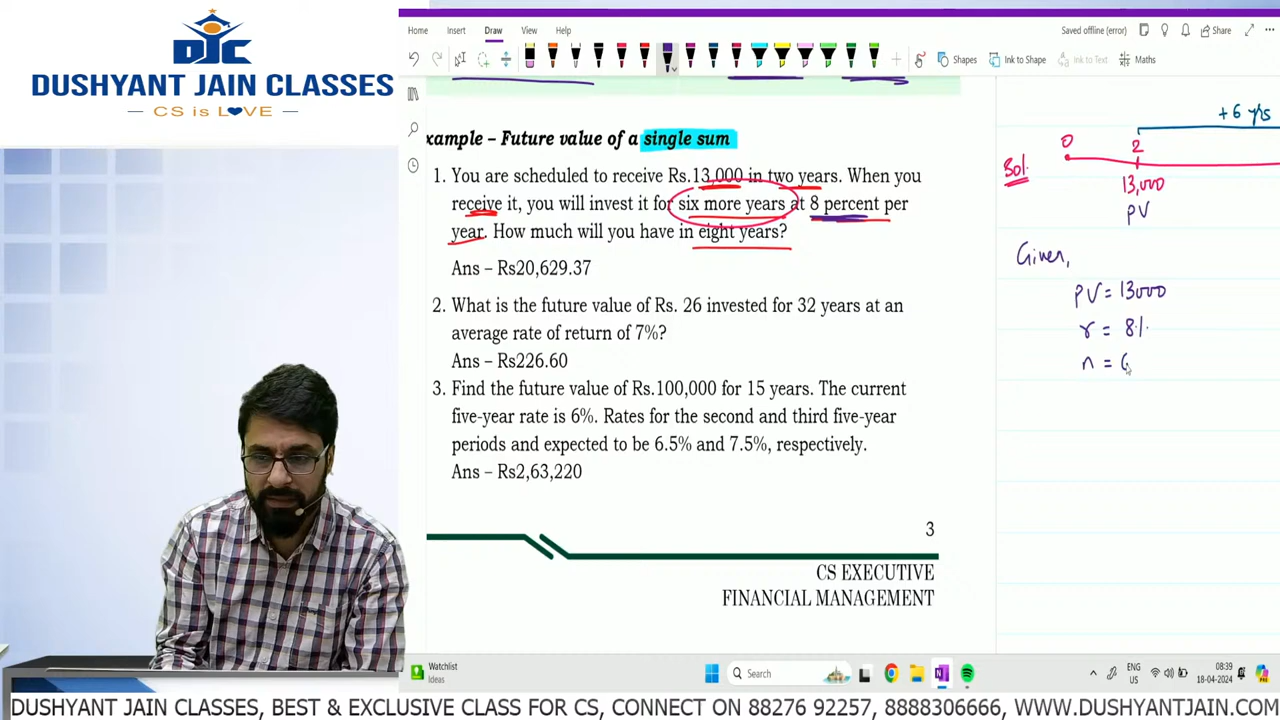 DTC
DUSHYANT JAIN CLASSES
CS is L VE
Home Insert Draw View Help
Saved offline (error)
Share
Shapes
Ink to Shape
Ink to Text
Maths
xample – Future value of a single sum
1. You are scheduled to receive Rs.13,000 in two years. When you
receive it, you will invest it for six more years at 8 percent per
year. How much will you have in eight years?
Ans – Rs20,629.37
2. What is the future value of Rs. 26 invested for 32 years at an
average rate of return of 7%?
Ans – Rs226.60
3. Find the future value of Rs.100,000 for 15 years. The current
five-year rate is 6%. Rates for the second and third five-year
periods and expected to be 6.5% and 7.5%, respectively.
Ans – Rs2,63,220
3
CS EXECUTIVE
FINANCIAL MANAGEMENT
+6 yrs
0
2
Sol.
13,000
PV
Given,
PV = 13000
r = 8%
n = 6
Watchlist
Ideas
Search
ENG
US
08:39
18-04-2024
DUSHYANT JAIN CLASSES, BEST & EXCLUSIVE CLASS FOR CS, CONNECT ON 88276 92257, 8888306666, WWW.DUSHYANTJAIN.COM